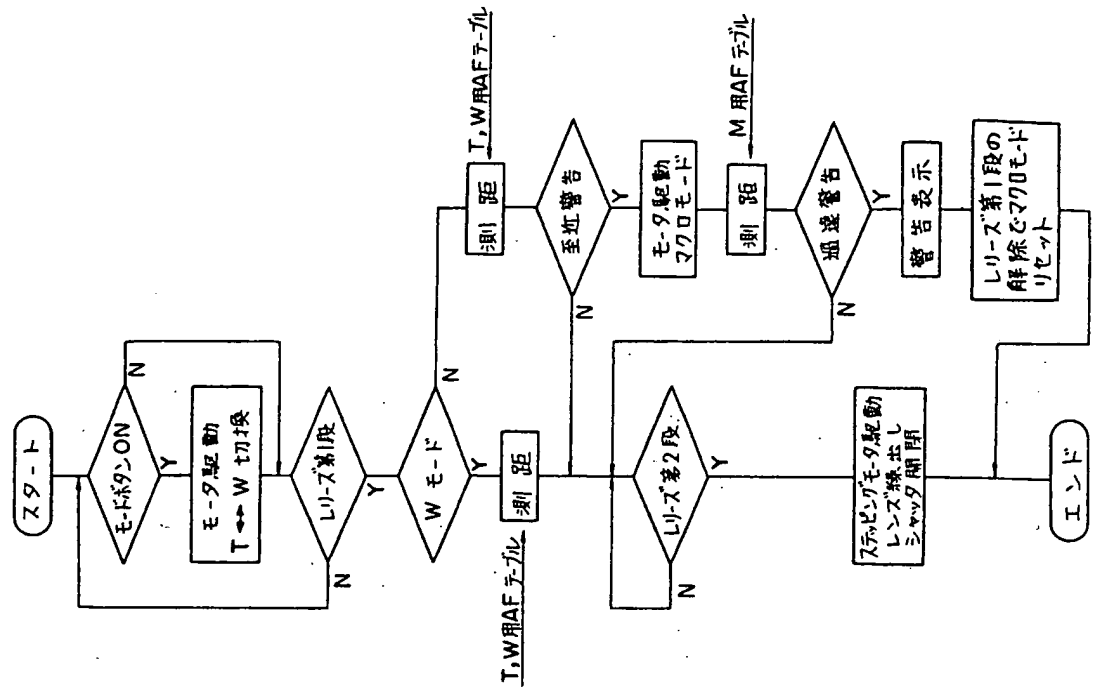 スタート
モードボタンON
Y
N
モータ駆動
T↔W 切換
レリーズ第1段
N
Y
Wモード
N
Y
T,W用AFテーブル
測距
T,W用AFテーブル
測距
至近警告
N
Y
モータ駆動
マクロモード
M用AFテーブル
測距
過遠警告
N
Y
警告表示
レリーズ第1段の
解除でマクロモード
リセット
レリーズ第2段
N
Y
ステッピングモータ駆動
レンズ繰出し
シャッタ開閉
エンド